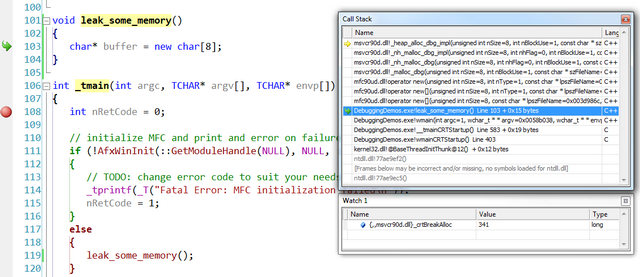 100
101 void leak_some_memory()
102 {
103 char* buffer = new char[8];
104 }
105
106 int _tmain(int argc, TCHAR* argv[], TCHAR* envp[])
107 {
108 int nRetCode = 0;
109
110 // initialize MFC and print and error on failure
111 if (!AfxWinInit(::GetModuleHandle(NULL), NULL,
112 {
113 // TODO: change error code to suit your needs
114 _tprintf(_T("Fatal Error: MFC initialization
115 nRetCode = 1;
116 }
117 else
118 {
119 leak_some_memory();
120 }
Call Stack
Name Lang
msvcr90d.dll!_heap_alloc_dbg_impl(unsigned int nSize=8, int nBlockUse=1, const char * sz C++
msvcr90d.dll!_nh_malloc_dbg_impl(unsigned int nSize=8, int nhFlag=0, int nBlockUse=1, C++
msvcr90d.dll!_nh_malloc_dbg(unsigned int nSize=8, int nhFlag=0, int nBlockUse=1, const C++
msvcr90d.dll!_malloc_dbg(unsigned int nSize=8, int nBlockUse=1, const char * szFileName= C++
mfc90ud.dll!operator new(unsigned int nSize=8, int nType=1, const char * lpszFileName= C++
mfc90ud.dll!operator new[](unsigned int nSize=8, int nType=1, const char * lpszFileName C++
mfc90ud.dll!operator new[](unsigned int nSize=8, const char * lpszFileName=0x003d986c, C++
DebuggingDemos.exe!leak_some_memory() Line 103 + 0x15 bytes C++
DebuggingDemos.exe!wmain(int argc=1, wchar_t * * argv=0x0058b038, wchar_t * * env C++
DebuggingDemos.exe!__tmainCRTStartup() Line 583 + 0x19 bytes C++
DebuggingDemos.exe!wmainCRTStartup() Line 403 C++
kernel32.dll!@BaseThreadInitThunk@12() + 0x12 bytes
ntdll.dll!77ae9ef2()
[Frames below may be incorrect and/or missing, no symbols loaded for ntdll.dll]
ntdll.dll!77ae9ec5()
Watch 1
Name Value Type
{,,msvcr90d.dll}_crtBreakAlloc 341 long